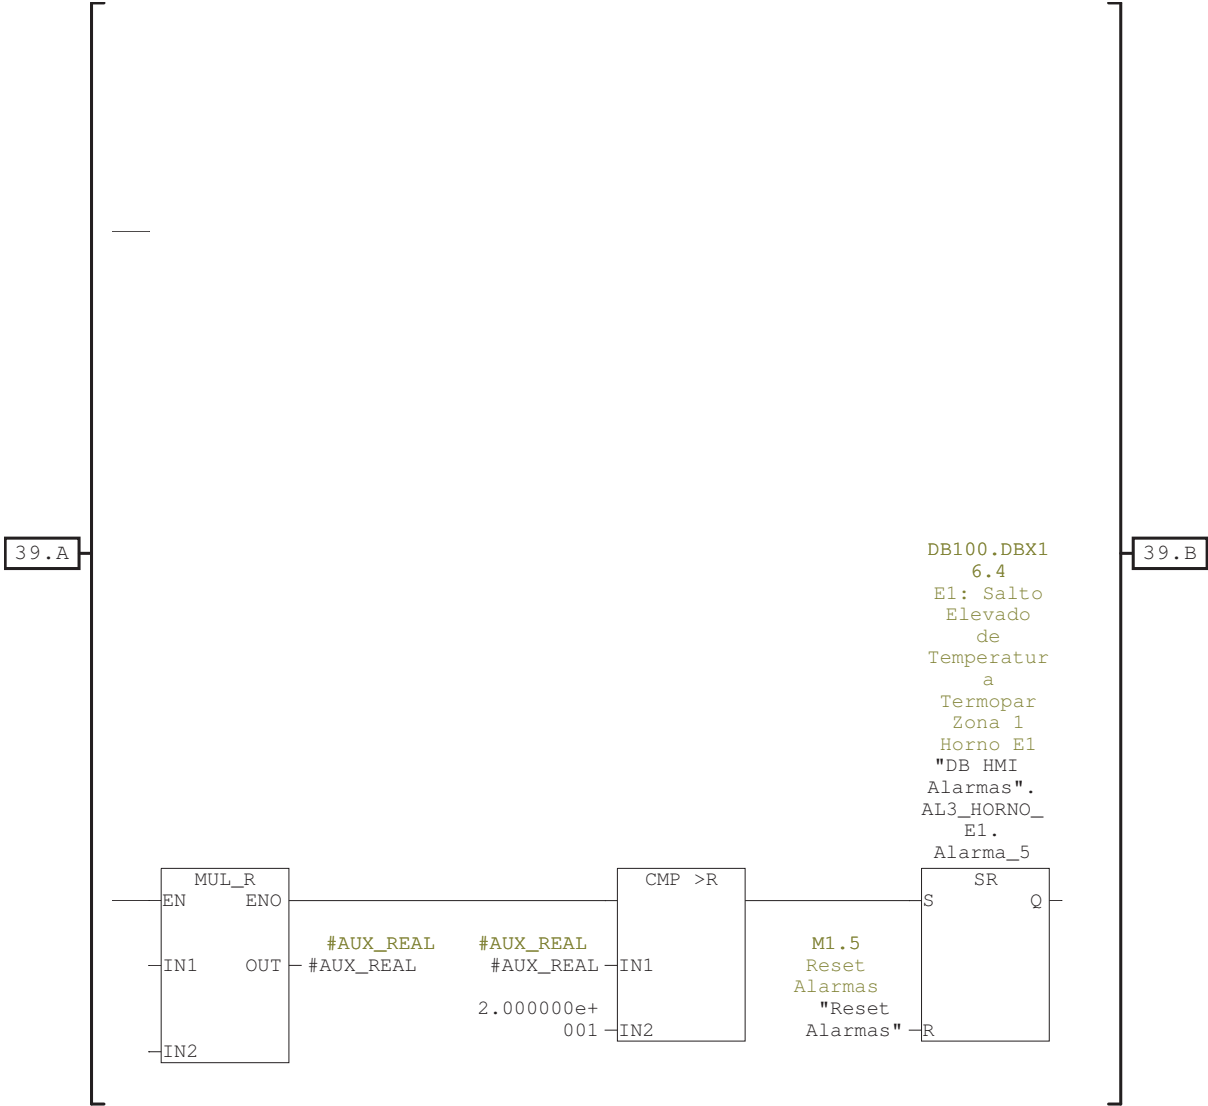 39.A
39.B
DB100.DBX1
6.4
E1: Salto
Elevado
de
Temperatur
a
Termopar
Zona 1
Horno E1
"DB HMI
Alarmas".
AL3_HORNO_
E1.
Alarma_5
MUL_R
EN ENO
IN1 OUT
IN2
#AUX_REAL
#AUX_REAL
CMP >R
#AUX_REAL
#AUX_REAL
IN1
2.000000e+
001
IN2
SR
S Q
M1.5
Reset
Alarmas
"Reset
Alarmas"
R